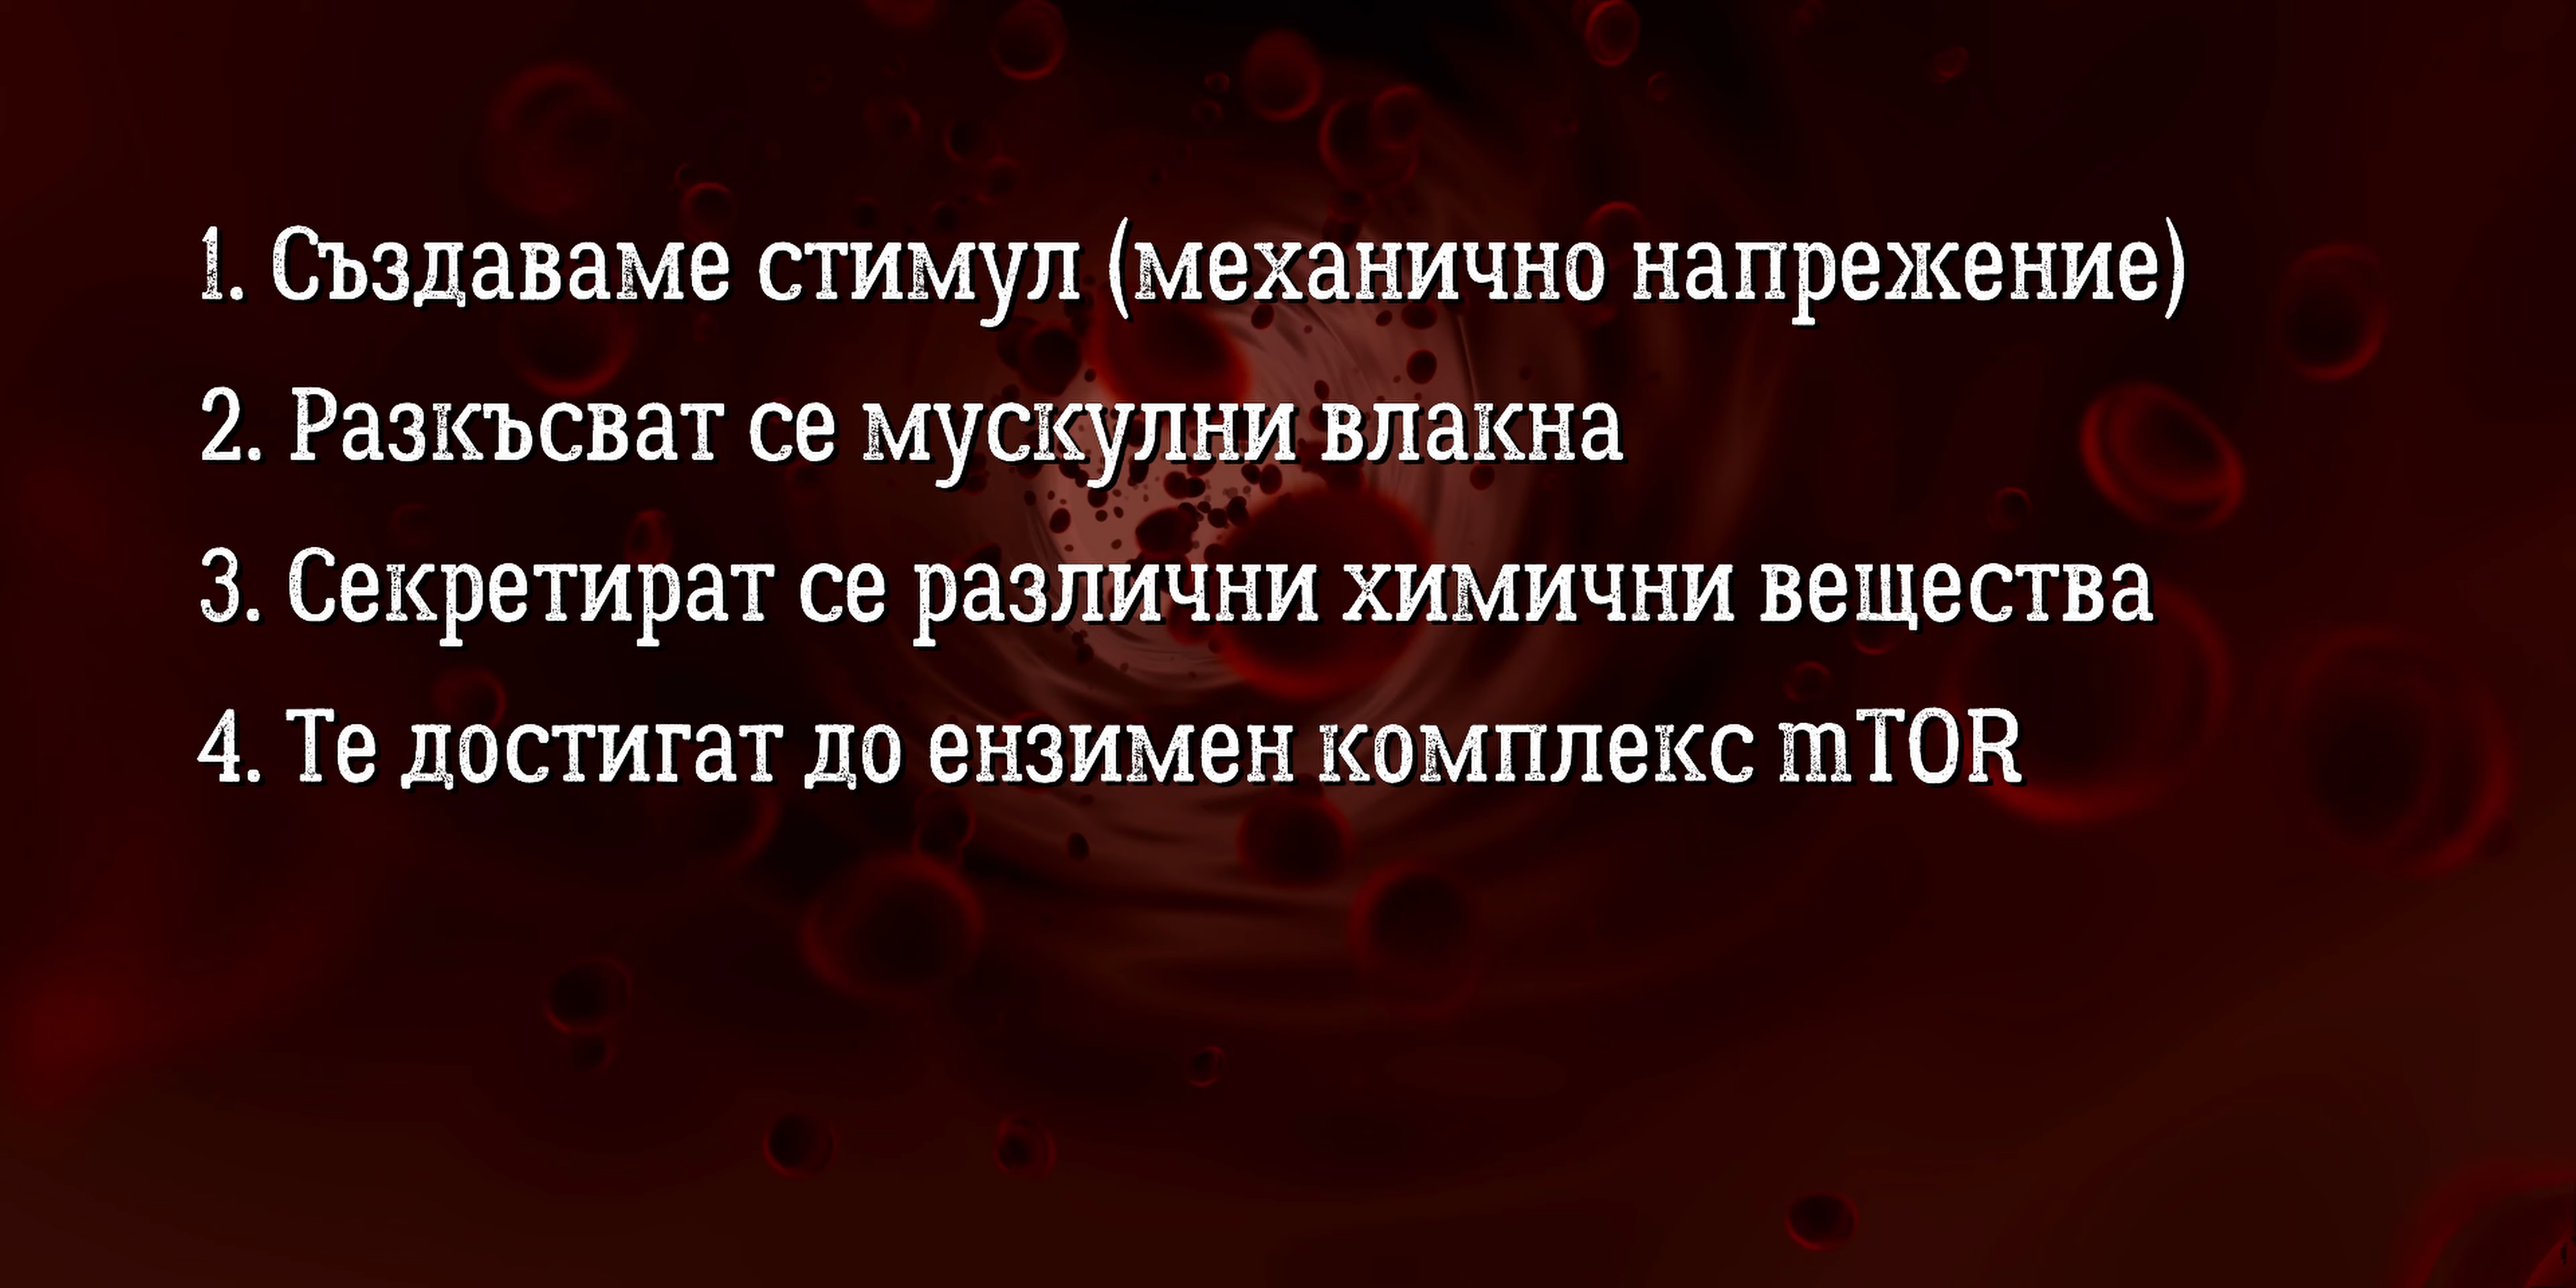 1. Създаваме стимул (механично напрежение)
2. Разкъсват се мускулни влакна
3. Секретират се различни химични вещества
4. Те достигат до ензимен комплекс mTOR